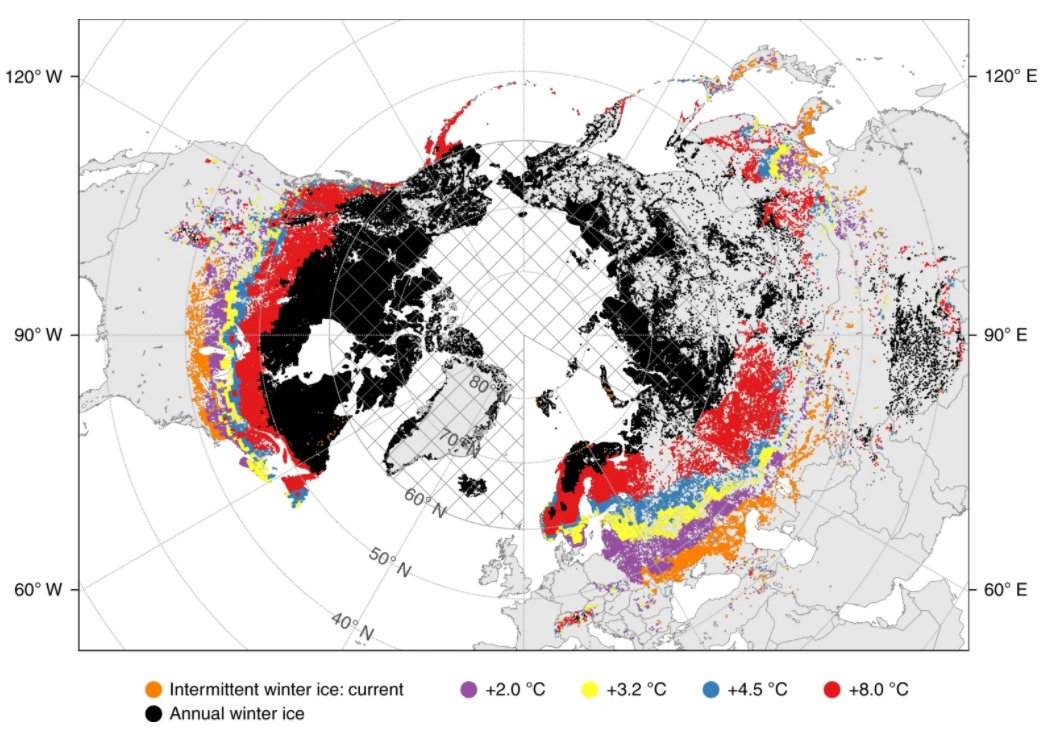 120° W
120° E
90° W
90° E
80° N
70° N
60° N
50° N
60° W
60° E
40° N
Intermittent winter ice: current
+2.0 °C
+3.2 °C
+4.5 °C
+8.0 °C
Annual winter ice